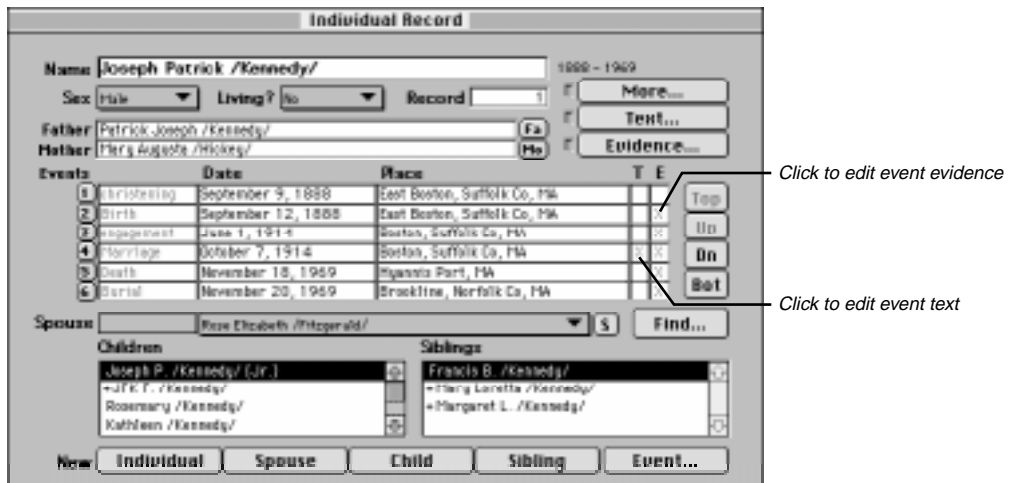 Individual Record
Name Joseph Patrick /Kennedy/ 1888 - 1969
Sex Male Living? No Record 1 More...
Text...
Father Patrick Joseph /Kennedy/ Fa
Mother Mary Augusta /Hickey/ Mo Evidence...
Events Date Place T E Click to edit event evidence
1 christening September 9, 1888 East Boston, Suffolk Co, MA Top
2 Birth September 12, 1888 East Boston, Suffolk Co, MA X
3 engagement June 1, 1914 Boston, Suffolk Co, MA X Up
4 Marriage October 7, 1914 Boston, Suffolk Co, MA X X Dn
5 Death November 18, 1969 Hyannis Port, MA X
6 Burial November 20, 1969 Brookline, Norfolk Co, MA X Bot
Click to edit event text
Spouse Rose Elizabeth /Fitzgerald/ S Find...
Children Siblings
Joseph P. /Kennedy/ (Jr.) Francis B. /Kennedy/
+JFK F. /Kennedy/ +Mary Loretta /Kennedy/
Rosemary /Kennedy/ +Margaret L. /Kennedy/
Kathleen /Kennedy/
New Individual Spouse Child Sibling Event...